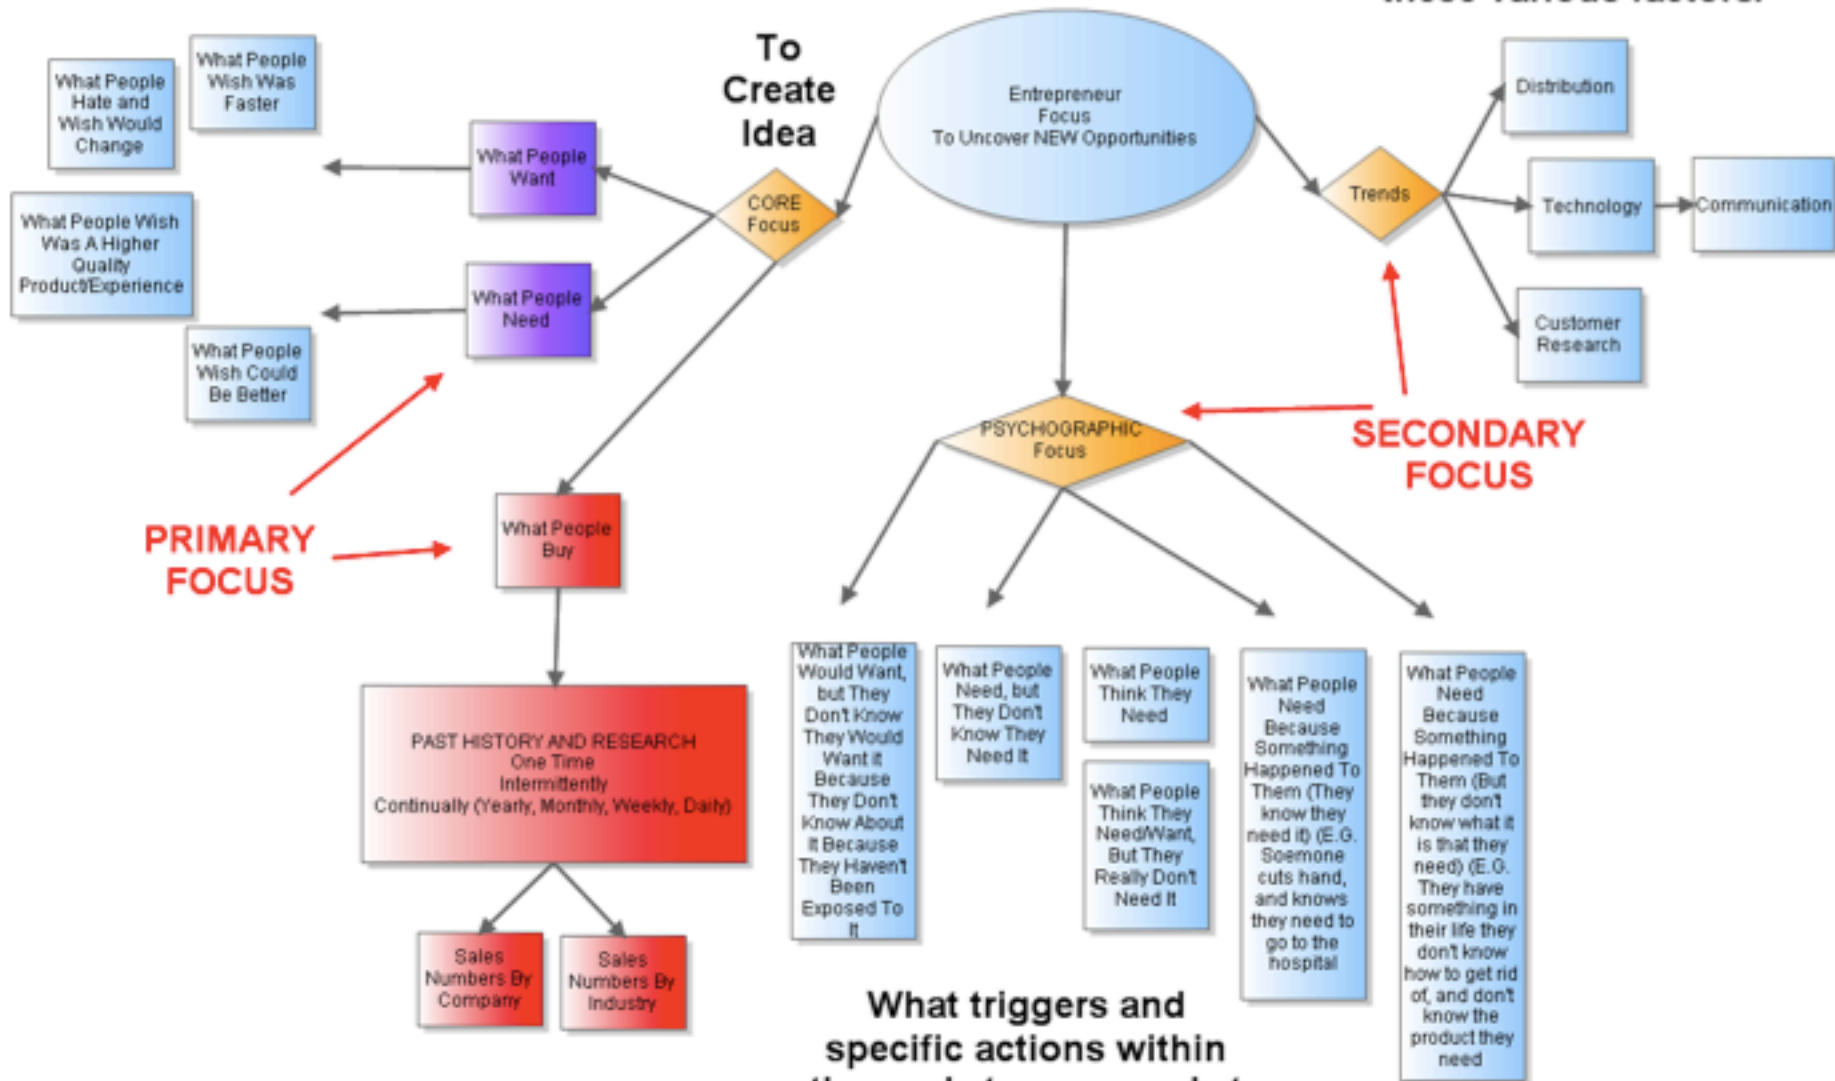 these various factors.
To
Create
Idea
Entrepreneur
Focus
To Uncover NEW Opportunities
What People
Wish Was
Faster
What People
Hate and
Wish Would
Change
What People Wish
Was A Higher
Quality
Product/Experience
What People
Wish Could
Be Better
What People
Want
What People
Need
CORE
Focus
Trends
Distribution
Technology
Communication
Customer
Research
SECONDARY
FOCUS
PSYCHOGRAPHIC
Focus
PRIMARY
FOCUS
What People
Buy
PAST HISTORY AND RESEARCH
One Time
Intermittently
Continually (Yearly, Monthly, Weekly, Daily)
Sales
Numbers By
Company
Sales
Numbers By
Industry
What People
Would Want,
but They
Don't Know
They Would
Want it
Because
They Don't
Know About
It Because
They Haven't
Been
Exposed To
It
What People
Need, but
They Don't
Know They
Need It
What People
Think They
Need
What People
Think They
Need/Want,
But They
Really Don't
Need It
What People
Need
Because
Something
Happened To
Them (They
know they
need it) (E.G.
Soemone
cuts hand,
and knows
they need to
go to the
hospital
What People
Need
Because
Something
Happened To
Them (But
they don't
know what it
is that they
need) (E.G.
They have
something in
their life they
don't know
how to get rid
of, and don't
know the
product they
need
What triggers and
specific actions within